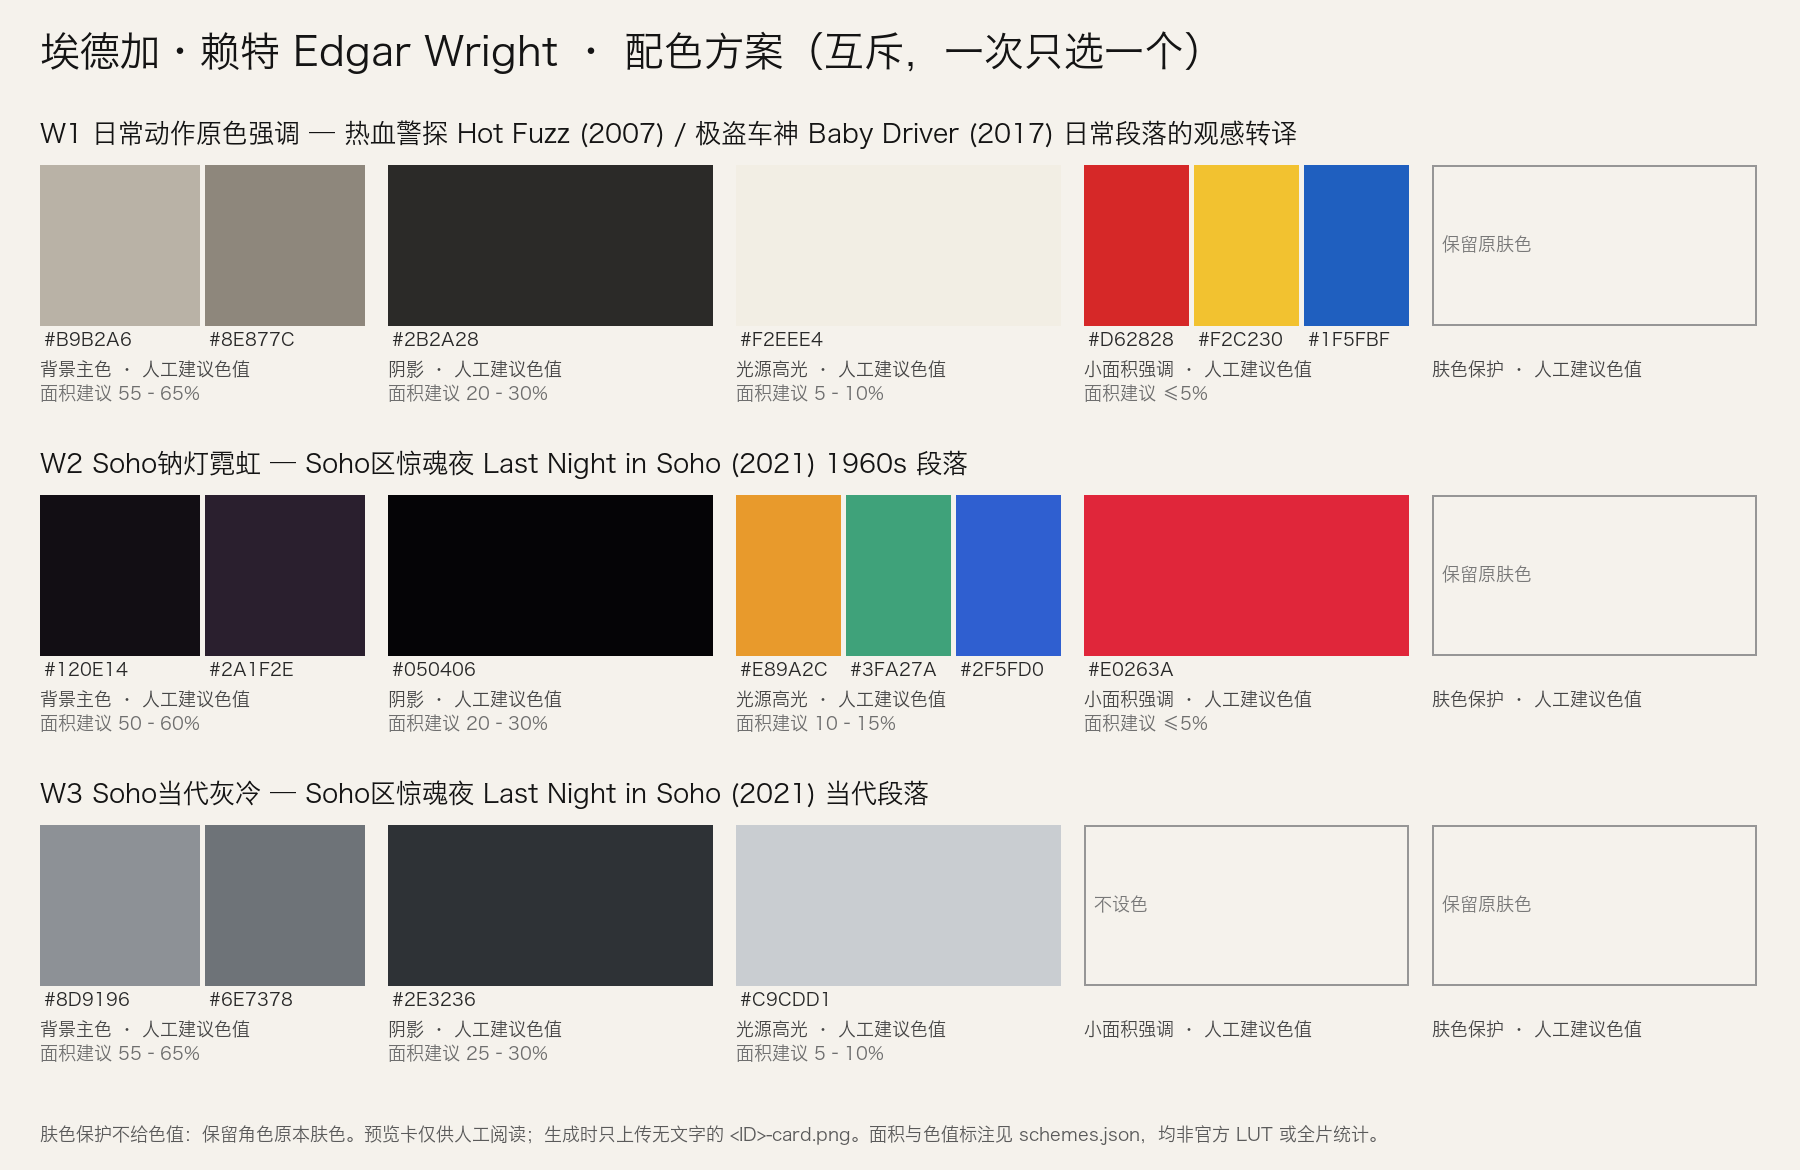 埃德加・赖特 Edgar Wright ・ 配色方案（互斥，一次只选一个）
W1 日常动作原色强调 — 热血警探 Hot Fuzz (2007) / 极盗车神 Baby Driver (2017) 日常段落的观感转译
保留原肤色
#B9B2A6 #8E877C #2B2A28 #F2EEE4 #D62828 #F2C230 #1F5FBF
背景主色 · 人工建议色值 阴影 · 人工建议色值 光源高光 · 人工建议色值 小面积强调 · 人工建议色值 肤色保护 · 人工建议色值
面积建议 55 - 65% 面积建议 20 - 30% 面积建议 5 - 10% 面积建议 ≤5%
W2 Soho钠灯霓虹 — Soho区惊魂夜 Last Night in Soho (2021) 1960s 段落
保留原肤色
#120E14 #2A1F2E #050406 #E89A2C #3FA27A #2F5FD0 #E0263A
背景主色 · 人工建议色值 阴影 · 人工建议色值 光源高光 · 人工建议色值 小面积强调 · 人工建议色值 肤色保护 · 人工建议色值
面积建议 50 - 60% 面积建议 20 - 30% 面积建议 10 - 15% 面积建议 ≤5%
W3 Soho当代灰冷 — Soho区惊魂夜 Last Night in Soho (2021) 当代段落
不设色 保留原肤色
#8D9196 #6E7378 #2E3236 #C9CDD1
背景主色 · 人工建议色值 阴影 · 人工建议色值 光源高光 · 人工建议色值 小面积强调 · 人工建议色值 肤色保护 · 人工建议色值
面积建议 55 - 65% 面积建议 25 - 30% 面积建议 5 - 10%
肤色保护不给色值：保留角色原本肤色。预览卡仅供人工阅读；生成时只上传无文字的 <ID>-card.png。面积与色值标注见 schemes.json，均非官方 LUT 或全片统计。